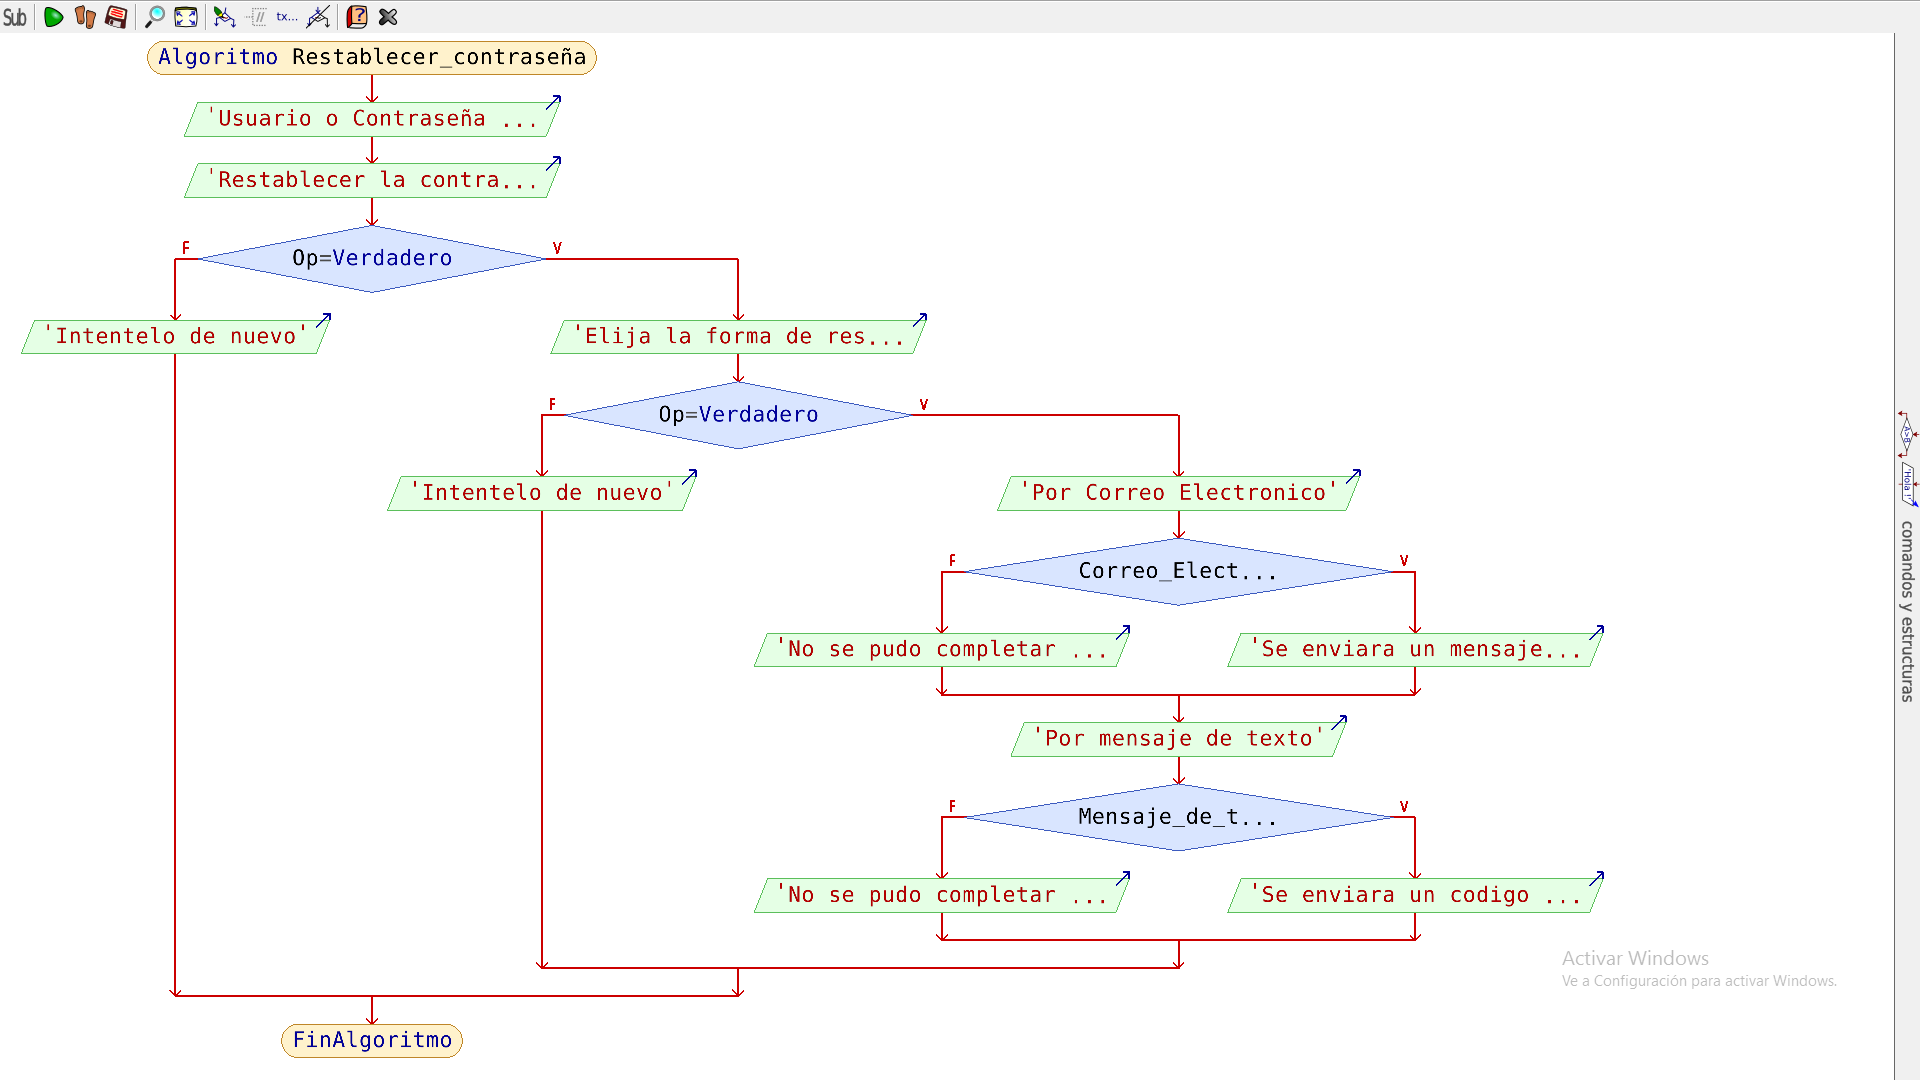 Sub
tx...
Algoritmo Restablecer_contraseña
'Usuario o Contraseña ...
'Restablecer la contra...
F
V
Op=Verdadero
'Intentelo de nuevo'
'Elija la forma de res...
F
V
Op=Verdadero
'Intentelo de nuevo'
'Por Correo Electronico'
F
V
Correo_Elect...
'No se pudo completar ...
'Se enviara un mensaje...
'Por mensaje de texto'
F
V
Mensaje_de_t...
'No se pudo completar ...
'Se enviara un codigo ...
FinAlgoritmo
A>B
'Hola !'
comandos y estructuras
Activar Windows
Ve a Configuración para activar Windows.